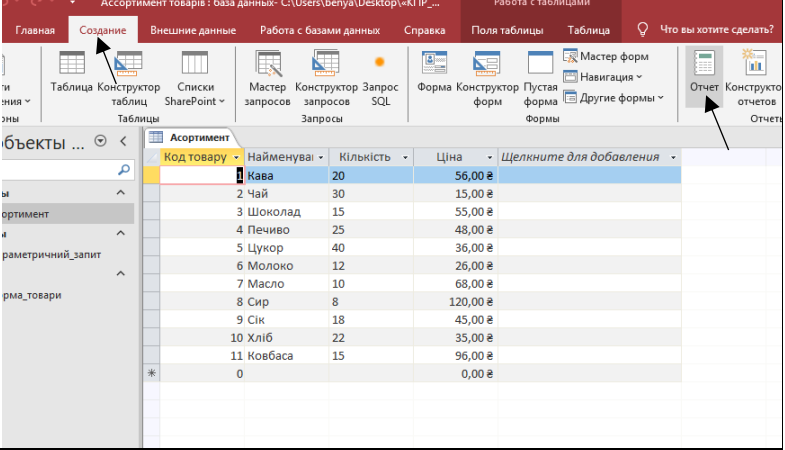 Ассортимент товарів : база данных- C:\Users\benya\Desktop\«КПІР_...
Работа с таблицами
Главная Создание Внешние данные Работа с базами данных Справка Поля таблицы Таблица Что вы хотите сделать?
Таблица Конструктор таблиц
Списки SharePoint
Таблицы
Мастер запросов
Конструктор запросов
Запрос SQL
Запросы
Форма Конструктор форм
Пустая форма
Мастер форм
Навигация
Другие формы
Формы
Отчет
отчетов
объекты ...
Асортимент
Код товару Найменува Кількість Ціна Щелкните для добавления
1 Кава 20 56,00 ₴
2 Чай 30 15,00 ₴
3 Шоколад 15 55,00 ₴
4 Печиво 25 48,00 ₴
5 Цукор 40 36,00 ₴
6 Молоко 12 26,00 ₴
7 Масло 10 68,00 ₴
8 Сир 8 120,00 ₴
9 Сік 18 45,00 ₴
10 Хліб 22 35,00 ₴
11 Ковбаса 15 96,00 ₴
0 0,00 ₴
ортимент
раметричний_запит
рма_товари